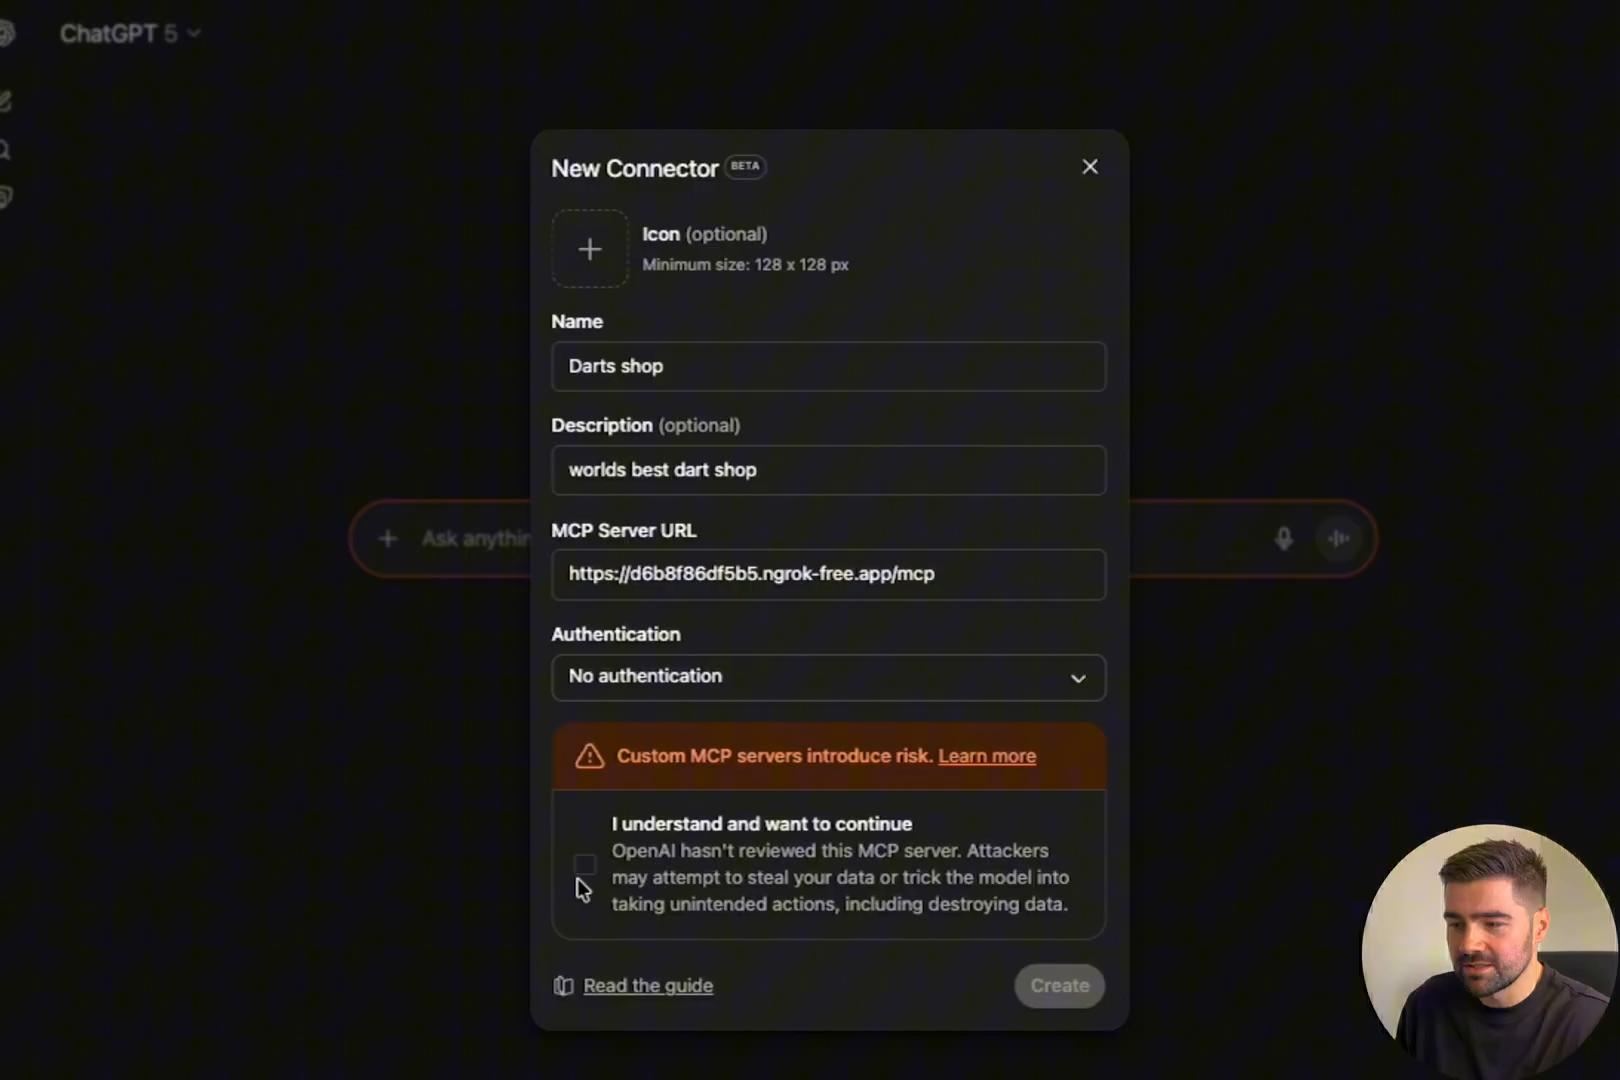 ChatGPT 5
New Connector BETA
Icon (optional)
Minimum size: 128 x 128 px
Name
Darts shop
Description (optional)
worlds best dart shop
MCP Server URL
https://d6b8f86df5b5.ngrok-free.app/mcp
Ask anythin
Authentication
No authentication
Custom MCP servers introduce risk. Learn more
I understand and want to continue
OpenAI hasn't reviewed this MCP server. Attackers
may attempt to steal your data or trick the model into
taking unintended actions, including destroying data.
Read the guide
Create